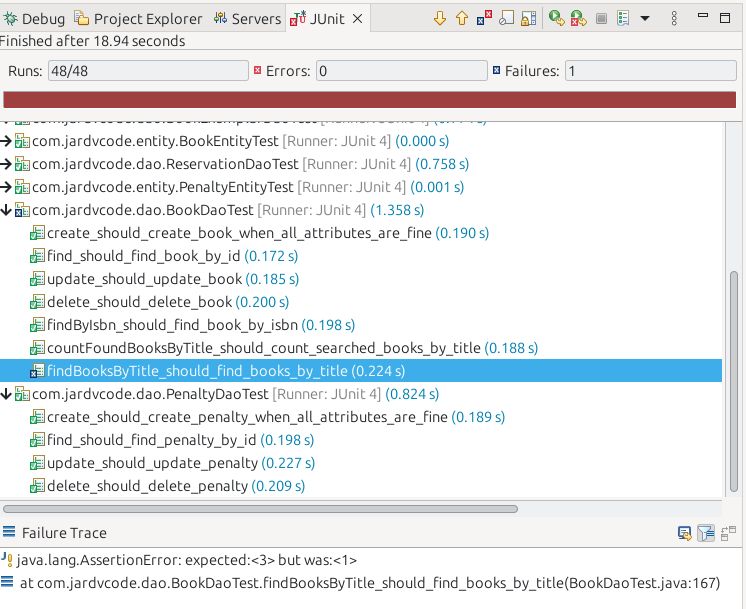 Debug Project Explorer Servers JUnit
Finished after 18.94 seconds
Runs: 48/48 Errors: 0 Failures: 1
com.jardvcode.entity.BookEntityTest [Runner: JUnit 4] (0.000 s)
com.jardvcode.dao.ReservationDaoTest [Runner: JUnit 4] (0.758 s)
com.jardvcode.entity.PenaltyEntityTest [Runner: JUnit 4] (0.001 s)
com.jardvcode.dao.BookDaoTest [Runner: JUnit 4] (1.358 s)
create_should_create_book_when_all_attributes_are_fine (0.190 s)
find_should_find_book_by_id (0.172 s)
update_should_update_book (0.185 s)
delete_should_delete_book (0.200 s)
findByIsbn_should_find_book_by_isbn (0.198 s)
countFoundBooksByTitle_should_count_searched_books_by_title (0.188 s)
findBooksByTitle_should_find_books_by_title (0.224 s)
com.jardvcode.dao.PenaltyDaoTest [Runner: JUnit 4] (0.824 s)
create_should_create_penalty_when_all_attributes_are_fine (0.189 s)
find_should_find_penalty_by_id (0.198 s)
update_should_update_penalty (0.227 s)
delete_should_delete_penalty (0.209 s)
Failure Trace
java.lang.AssertionError: expected:<3> but was:<1>
at com.jardvcode.dao.BookDaoTest.findBooksByTitle_should_find_books_by_title(BookDaoTest.java:167)